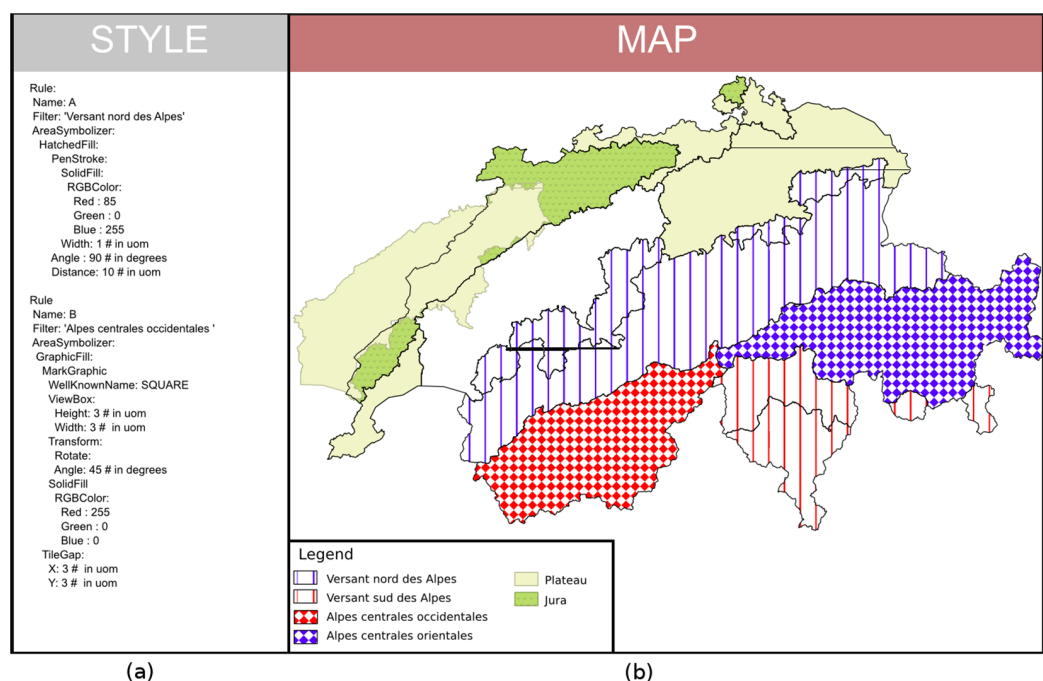 STYLE
MAP
Rule:
Name: A
Filter: 'Versant nord des Alpes'
AreaSymbolizer:
HatchedFill:
PenStroke:
SolidFill:
RGBColor:
Red : 85
Green : 0
Blue : 255
Width: 1 # in uom
Angle : 90 # in degrees
Distance: 10 # in uom
Rule
Name: B
Filter: 'Alpes centrales occidentales '
AreaSymbolizer:
GraphicFill:
MarkGraphic
WellKnownName: SQUARE
ViewBox:
Height: 3 # in uom
Width: 3 #  in uom
Transform:
Rotate:
Angle: 45 # in degrees
SolidFill
RGBColor:
Red : 255
Green : 0
Blue : 0
TileGap:
X: 3 #  in uom
Y: 3 #  in uom
Legend
Versant nord des Alpes
Versant sud des Alpes
Alpes centrales occidentales
Alpes centrales orientales
Plateau
Jura
(a)
(b)